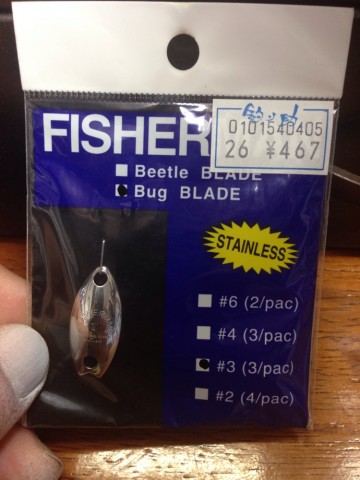 0101540405
26 ¥467
FISHER
Beetle BLADE
Bug BLADE
STAINLESS
#6 (2/pac)
#4 (3/pac)
#3 (3/pac)
#2 (4/pac)